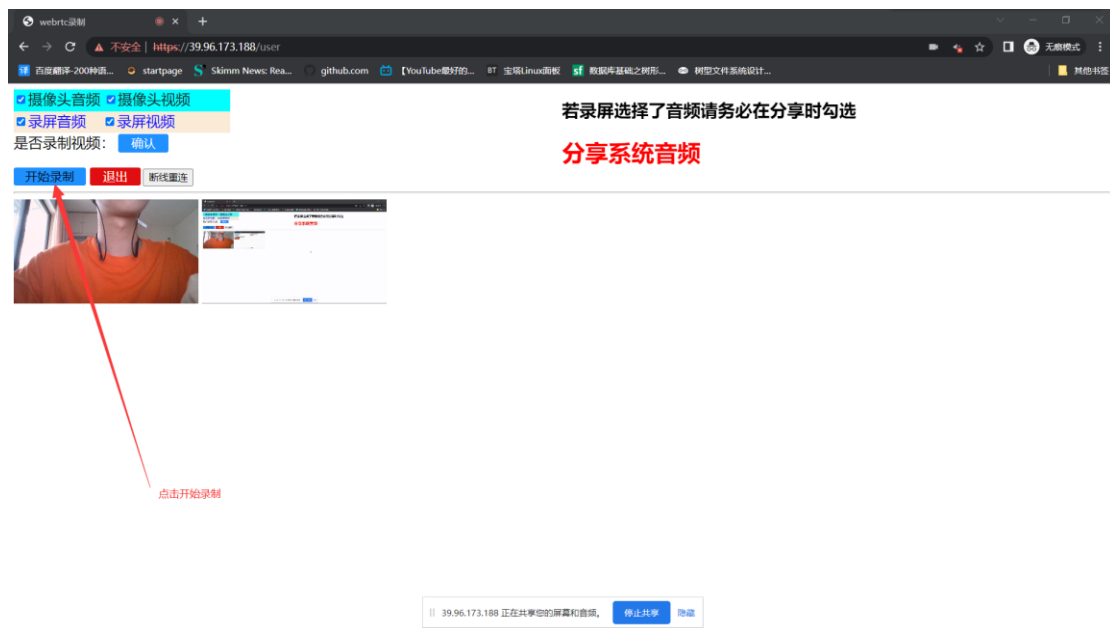 webrtc录制
不安全 | https://39.96.173.188/user
无痕模式
百度翻译-200种语... startpage Skimm News: Rea... github.com 【YouTube最好的... BT 宝塔Linux面板 sf 数据库基础之树形... 树型文件系统设计... 其他书签
摄像头音频 摄像头视频
录屏音频 录屏视频
是否录制视频: 确认
开始录制 退出 断线重连
若录屏选择了音频请务必在分享时勾选
分享系统音频
点击开始录制
39.96.173.188 正在共享您的屏幕和音频。 停止共享 隐藏